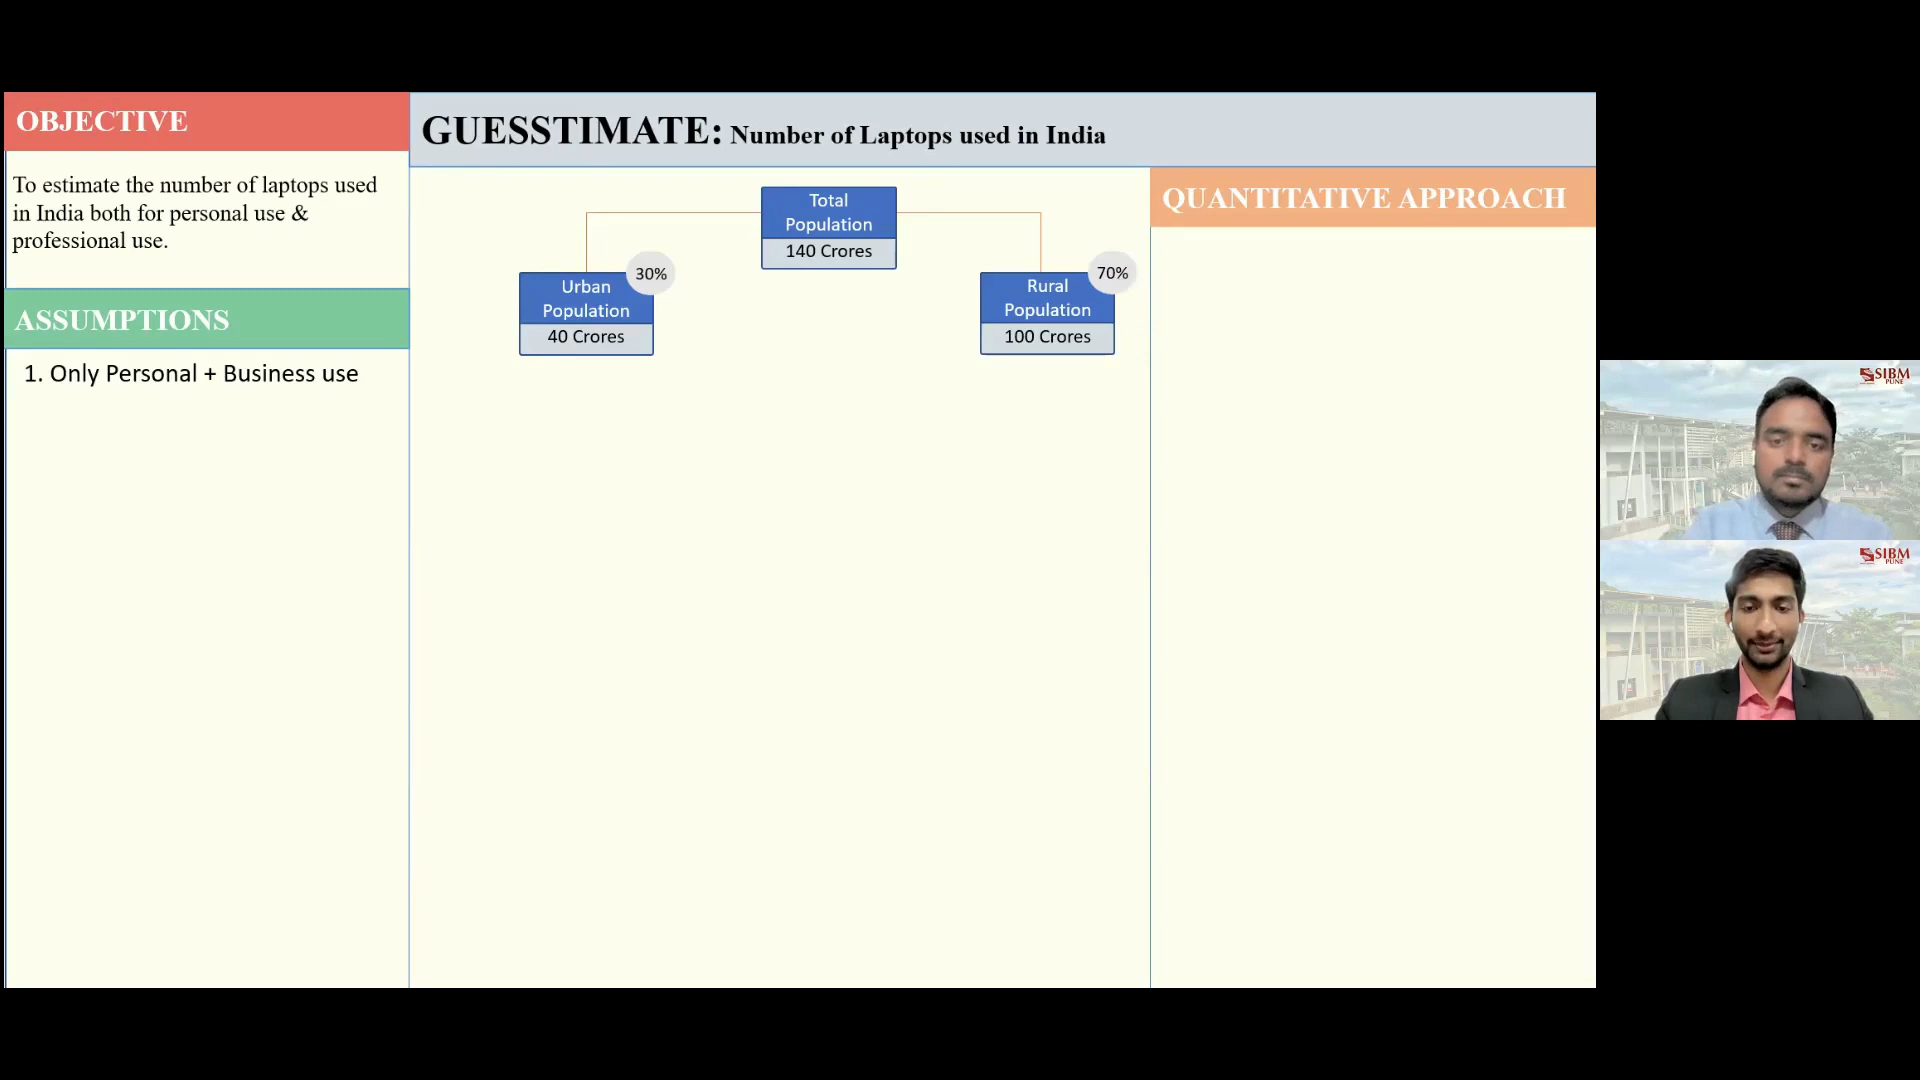 OBJECTIVE
To estimate the number of laptops used
in India both for personal use &
professional use.
ASSUMPTIONS
1. Only Personal + Business use
GUESSTIMATE: Number of Laptops used in India
Total
Population
140 Crores
30%
Urban
Population
40 Crores
70%
Rural
Population
100 Crores
QUANTITATIVE APPROACH
SIBM
PUNE
SIBM
PUNE